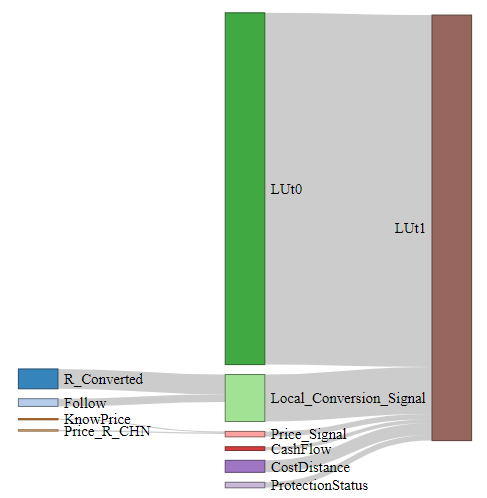 LUt0
LUt1
R_Converted
Local_Conversion_Signal
Follow
KnowPrice
Price_R_CHN
Price_Signal
CashFlow
CostDistance
ProtectionStatus